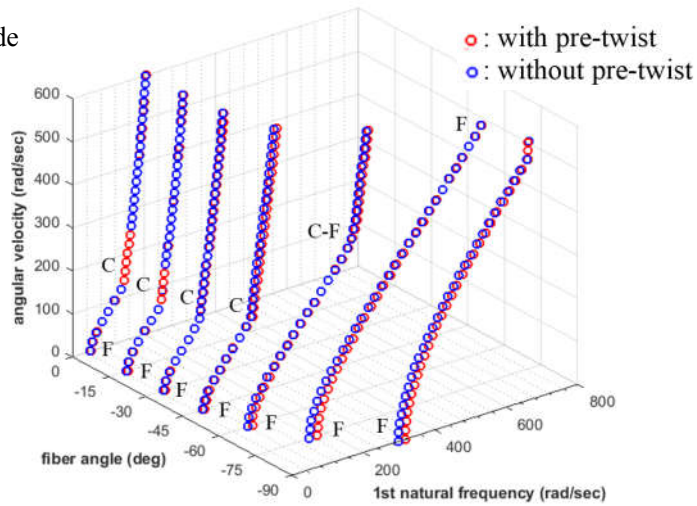 de
: with pre-twist
: without pre-twist
600
500
400
300
200
100
0
angular velocity (rad/sec)
0
-15
-30
-45
-60
-75
-90
fiber angle (deg)
0
200
400
600
800
1st natural frequency (rad/sec)
C
C
C
C
C-F
F
F
F
F
F
F
F
F